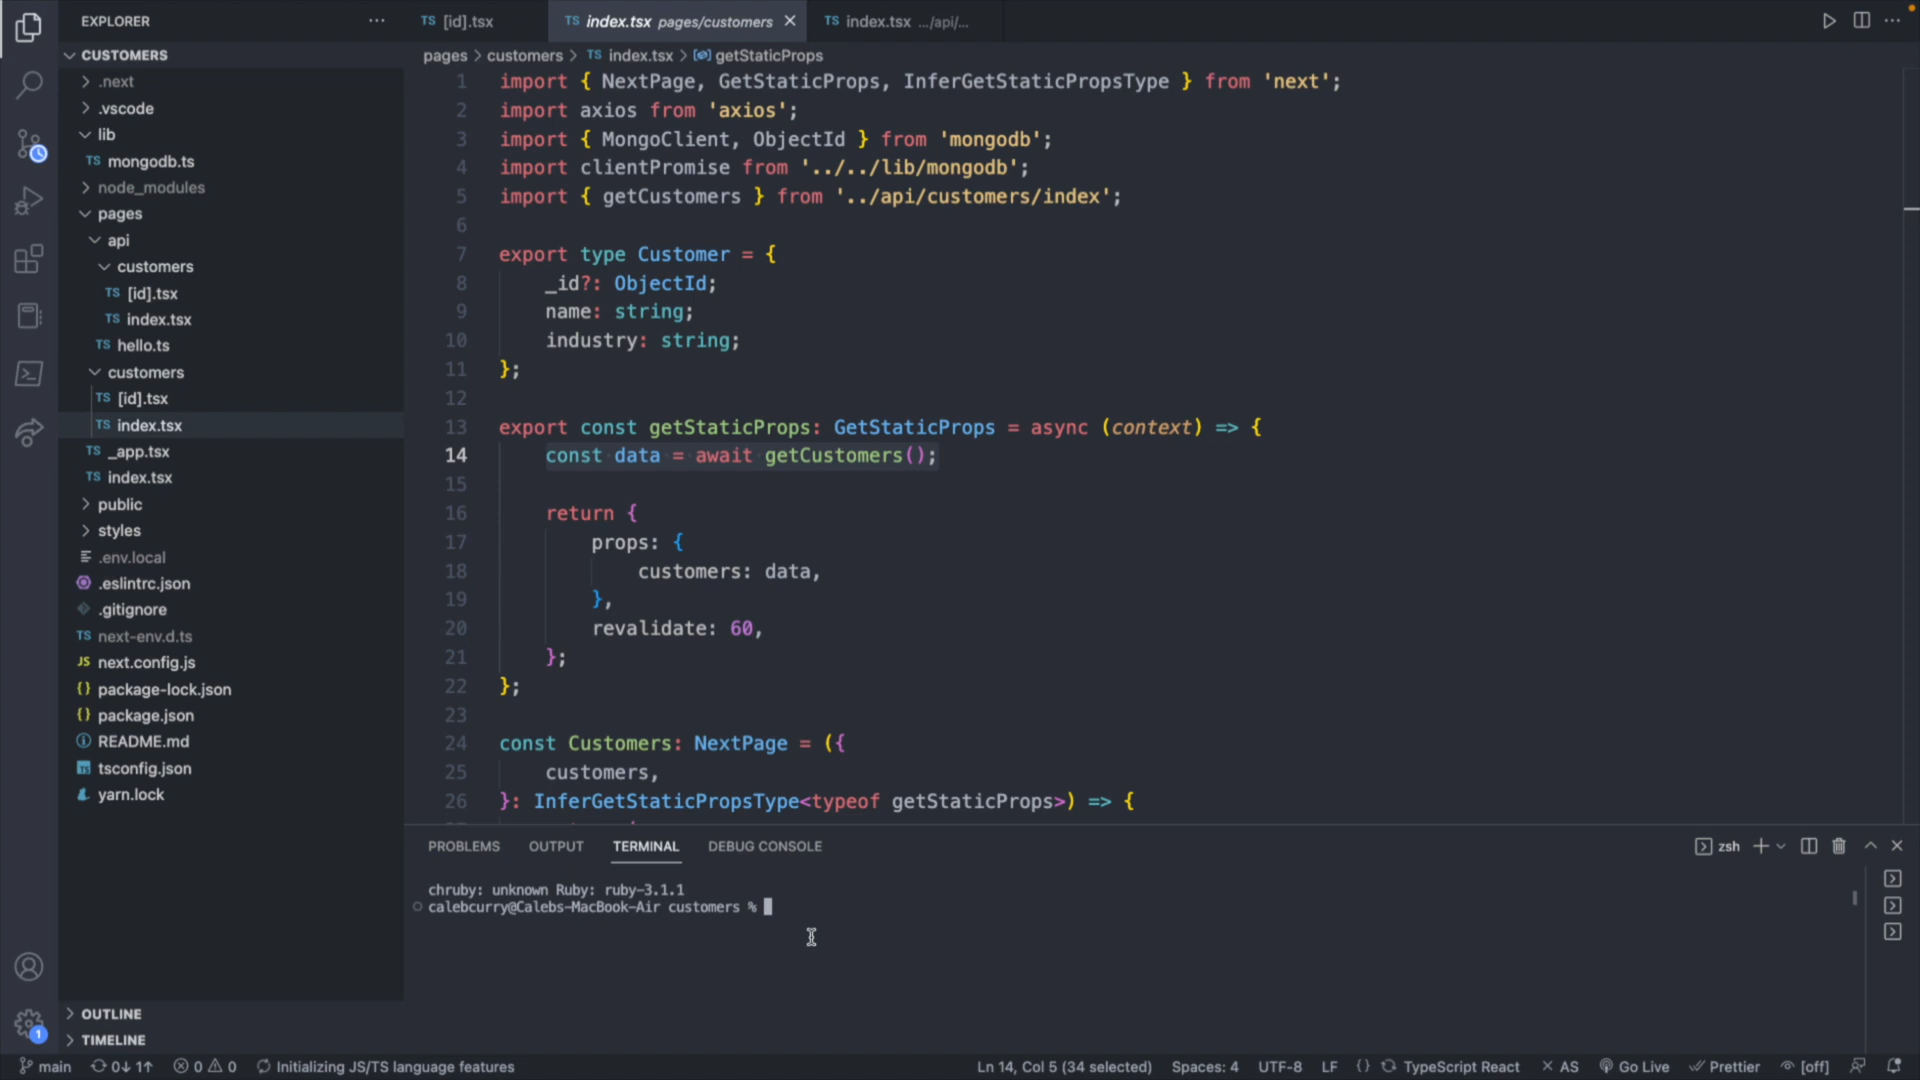 EXPLORER
CUSTOMERS
.next
.vscode
lib
TS mongodb.ts
node_modules
pages
api
customers
TS [id].tsx
TS index.tsx
TS hello.ts
customers
TS [id].tsx
TS index.tsx
TS _app.tsx
TS index.tsx
public
styles
.env.local
.eslintrc.json
.gitignore
TS next-env.d.ts
JS next.config.js
{} package-lock.json
{} package.json
README.md
tsconfig.json
yarn.lock
OUTLINE
TIMELINE
TS [id].tsx
TS index.tsx pages/customers
TS index.tsx .../api/...
pages > customers > TS index.tsx > getStaticProps
1 import { NextPage, GetStaticProps, InferGetStaticPropsType } from 'next';
2 import axios from 'axios';
3 import { MongoClient, ObjectId } from 'mongodb';
4 import clientPromise from '../../lib/mongodb';
5 import { getCustomers } from '../api/customers/index';
6
7 export type Customer = {
8 _id?: ObjectId;
9 name: string;
10 industry: string;
11 };
12
13 export const getStaticProps: GetStaticProps = async (context) => {
14 const data = await getCustomers();
15
16 return {
17 props: {
18 customers: data,
19 },
20 revalidate: 60,
21 };
22 };
23
24 const Customers: NextPage = ({
25 customers,
26 }: InferGetStaticPropsType<typeof getStaticProps>) => {
PROBLEMS OUTPUT TERMINAL DEBUG CONSOLE
zsh
chruby: unknown Ruby: ruby-3.1.1
calebcurry@Calebs-MacBook-Air customers %
1
main 0↓ 1↑ 0 0 Initializing JS/TS language features
Ln 14, Col 5 (34 selected) Spaces: 4 UTF-8 LF {} TypeScript React AS Go Live Prettier [off]